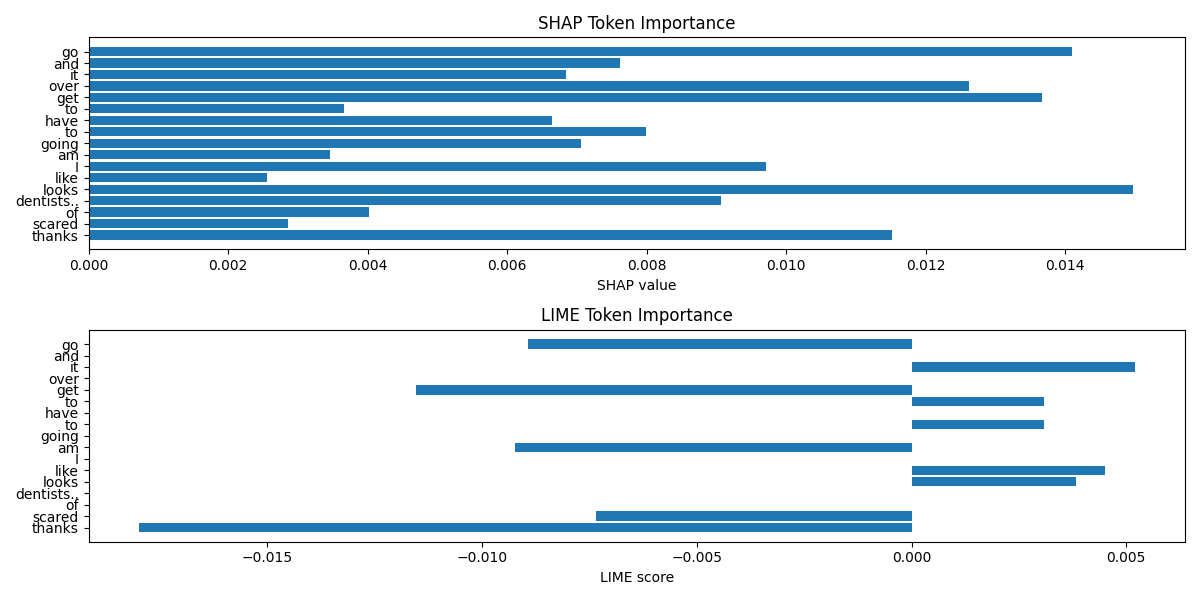 SHAP Token Importance
go
and
it
over
get
to
have
to
going
am
I
like
looks
dentists..
of
scared
thanks
0.000 0.002 0.004 0.006 0.008 0.010 0.012 0.014
SHAP value
LIME Token Importance
go
and
it
over
get
to
have
to
going
am
I
like
looks
dentists..
of
scared
thanks
−0.015 −0.010 −0.005 0.000 0.005
LIME score